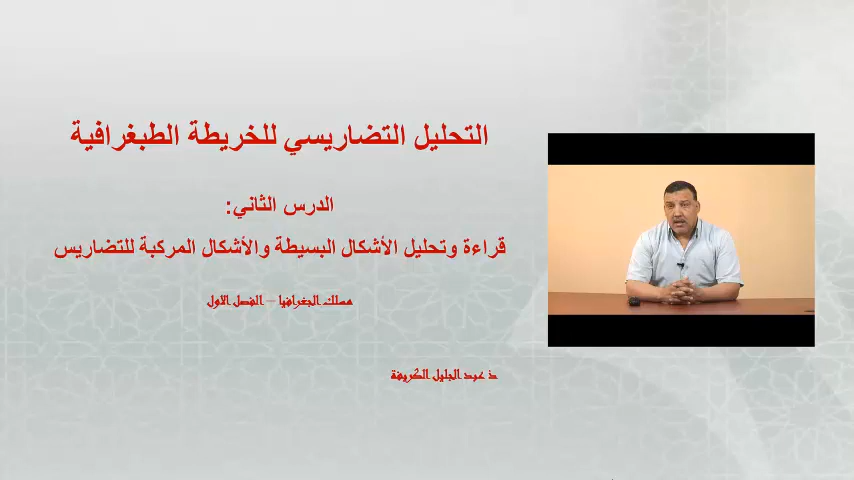 التحليل التضاريسي للخريطة الطبغرافية
الدرس الثاني:
قراءة وتحليل الأشكال البسيطة والأشكال المركبة للتضاريس
مسلك الجغرافيا – الفصل الأول
ذ عبد الجليل الكريفة